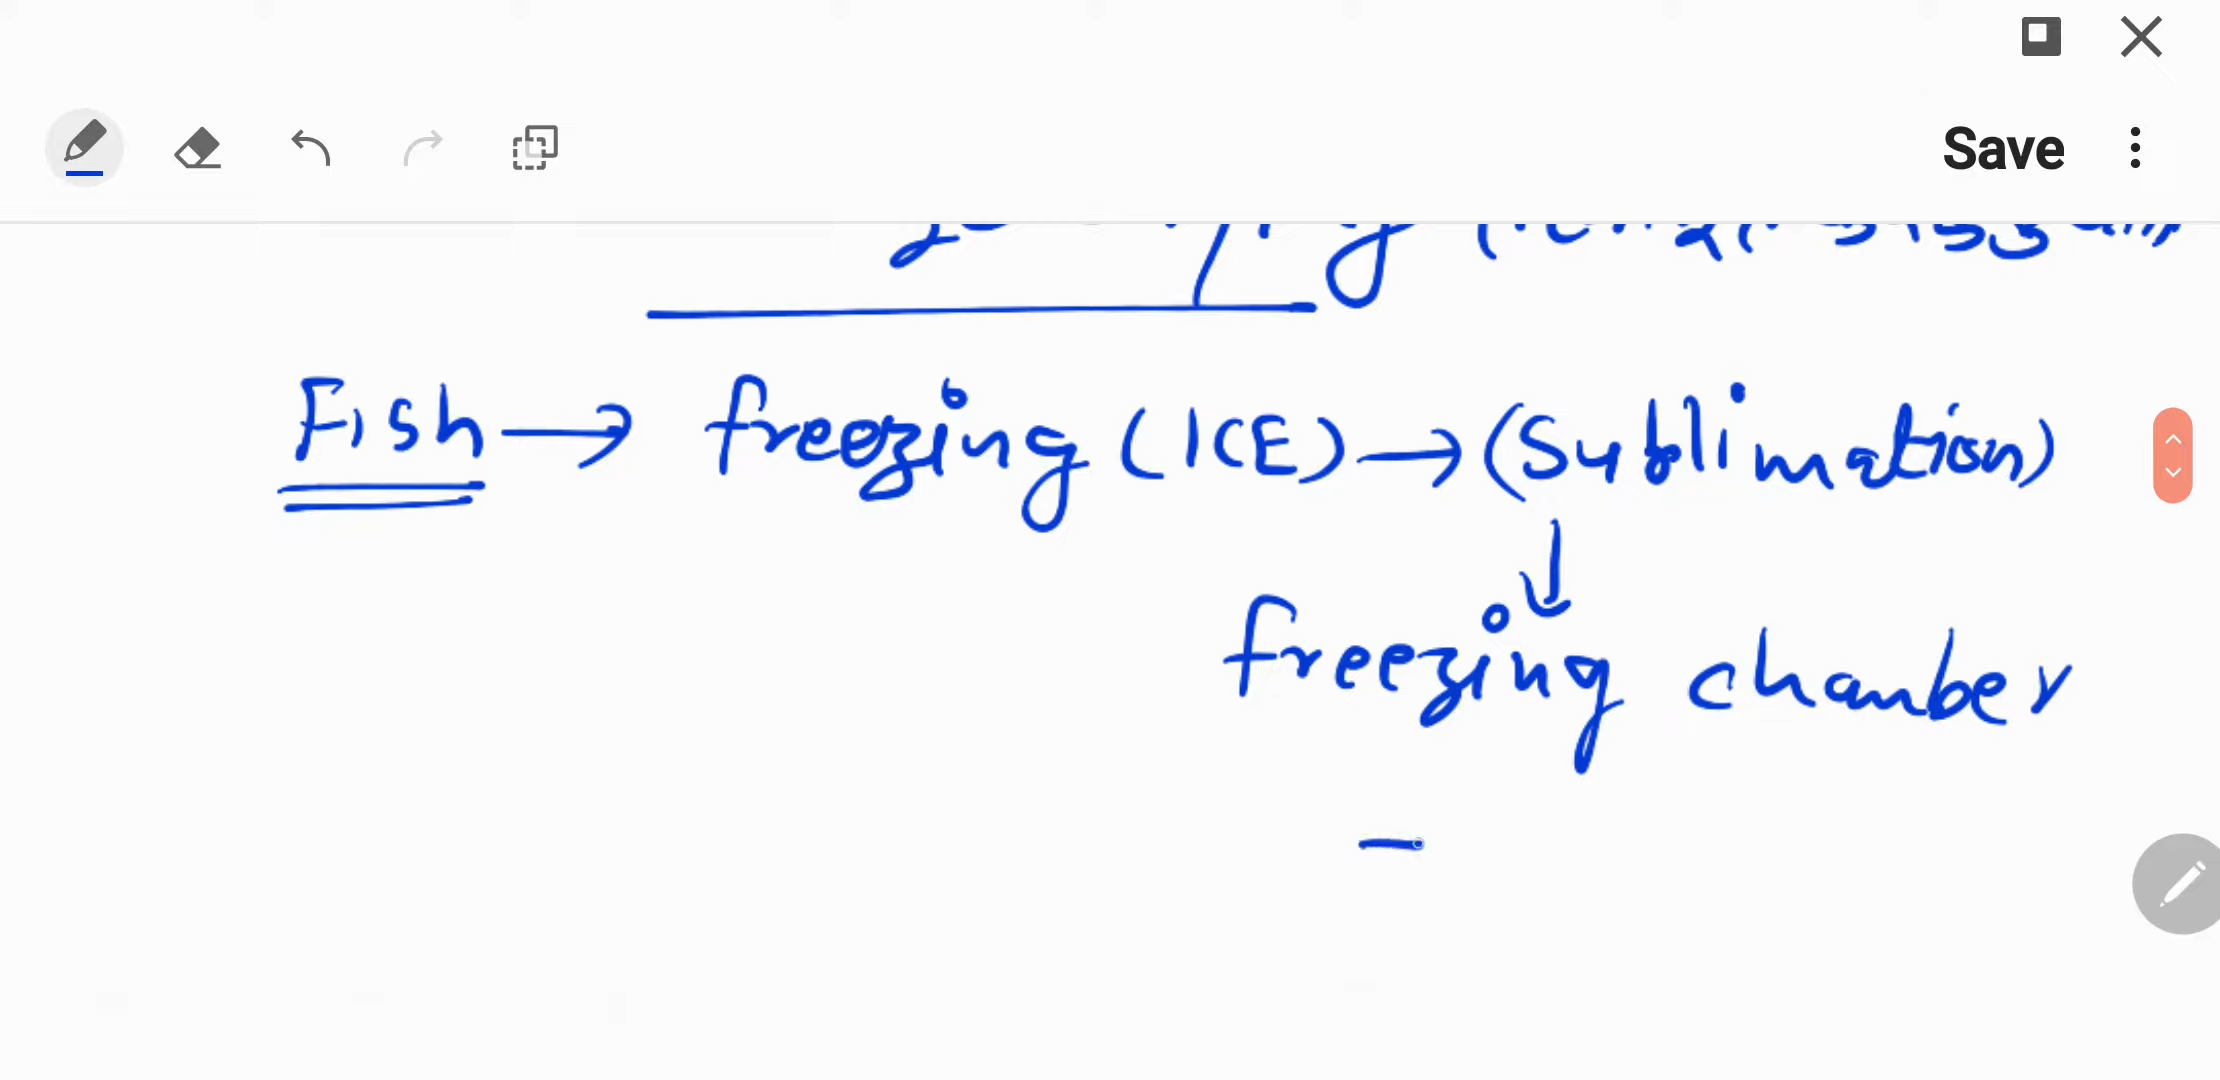 Save
Fish → freezing (ICE) → (Sublimation)
↓
freezing chamber
–